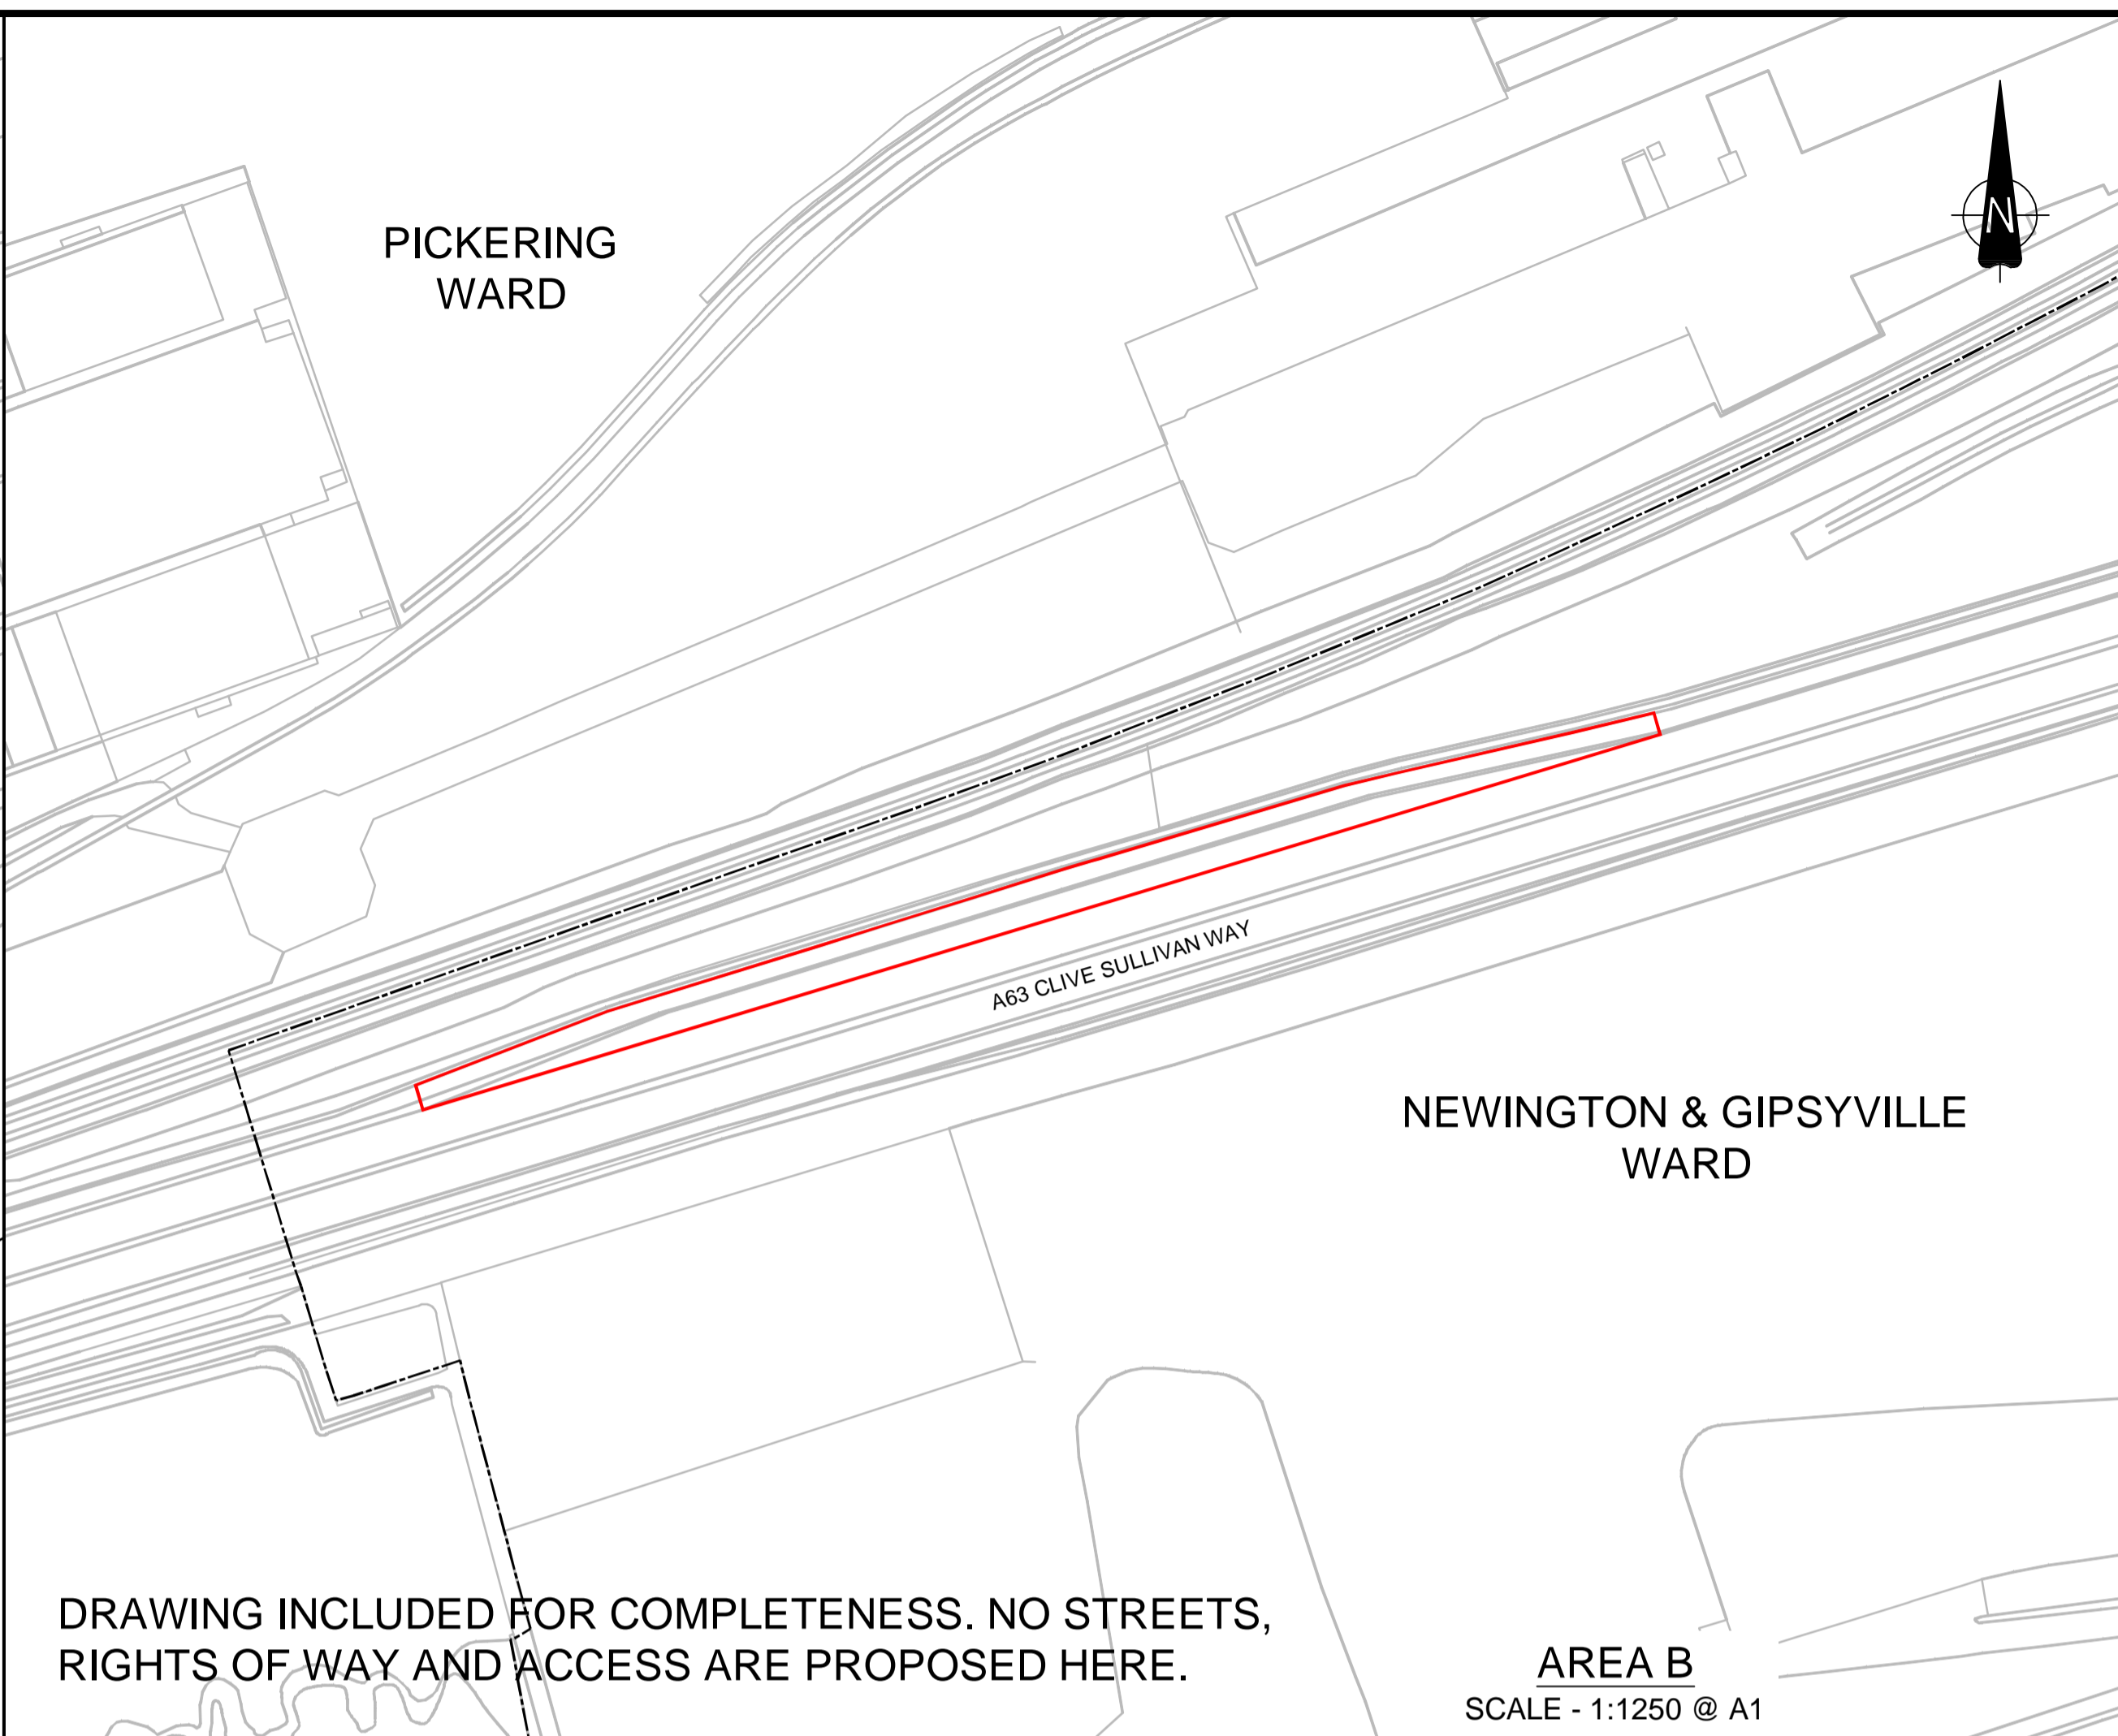 PICKERING
WARD
N
A63 CLIVE SULLIVAN WAY
NEWINGTON & GIPSYVILLE
WARD
DRAWING INCLUDED FOR COMPLETENESS. NO STREETS,
RIGHTS OF WAY AND ACCESS ARE PROPOSED HERE.
AREA B
SCALE - 1:1250 @ A1